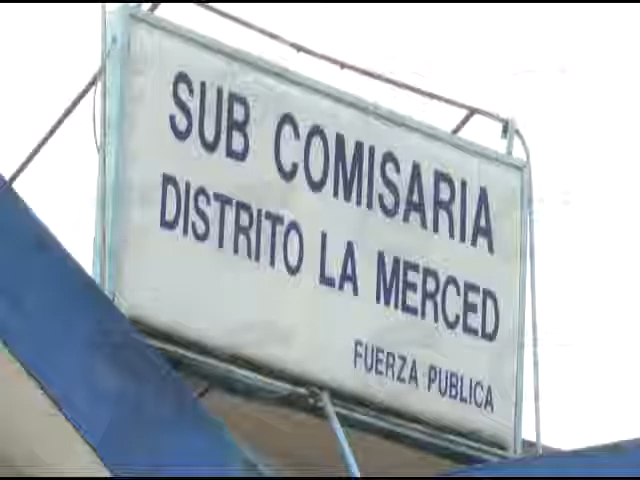 SUB COMISARIA
DISTRITO LA MERCED
FUERZA PUBLICA